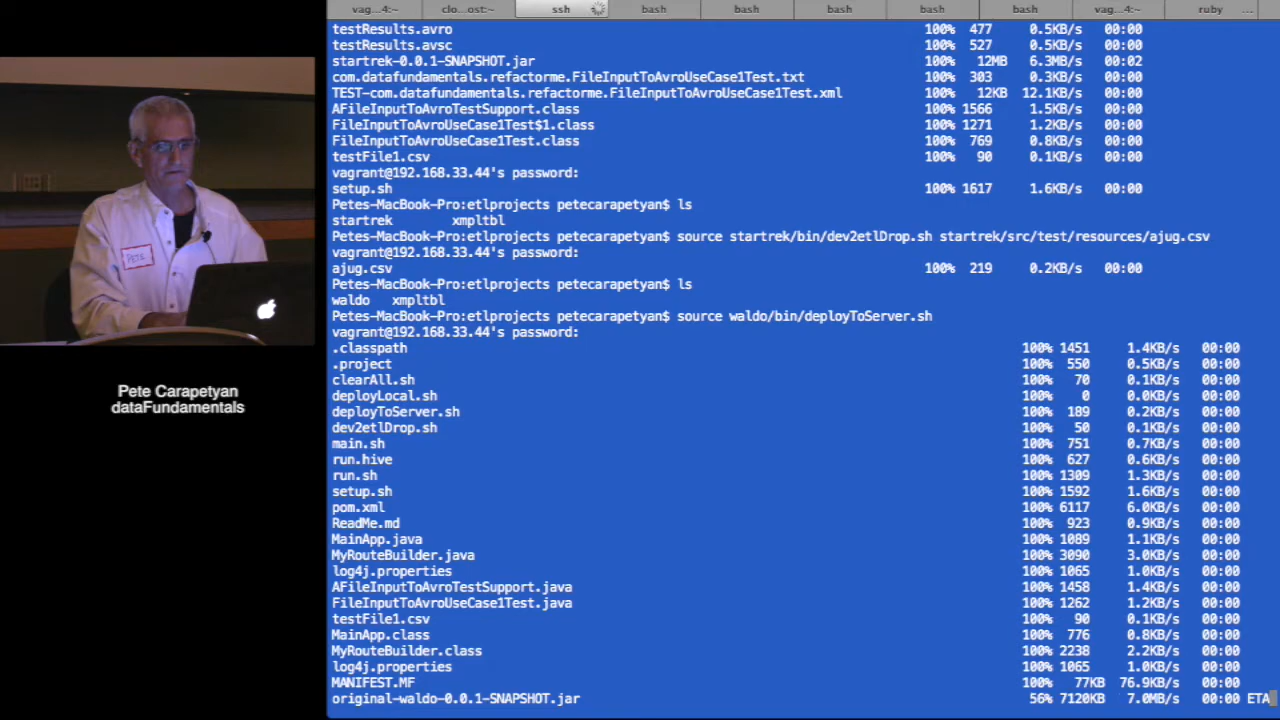 vag...4:~ clo...ost:~ ssh bash bash bash bash bash vag...4:~ ruby ...
testResults.avro 100% 477 0.5KB/s 00:00
testResults.avsc 100% 527 0.5KB/s 00:00
startrek-0.0.1-SNAPSHOT.jar 100% 12MB 6.3MB/s 00:02
com.datafundamentals.refactorme.FileInputToAvroUseCase1Test.txt 100% 303 0.3KB/s 00:00
TEST-com.datafundamentals.refactorme.FileInputToAvroUseCase1Test.xml 100% 12KB 12.1KB/s 00:00
AFileInputToAvroTestSupport.class 100% 1566 1.5KB/s 00:00
FileInputToAvroUseCase1Test$1.class 100% 1271 1.2KB/s 00:00
FileInputToAvroUseCase1Test.class 100% 769 0.8KB/s 00:00
testFile1.csv 100% 90 0.1KB/s 00:00
vagrant@192.168.33.44's password:
setup.sh 100% 1617 1.6KB/s 00:00
Petes-MacBook-Pro:etlprojects petecarapetyan$ ls
startrek xmpltbl
Petes-MacBook-Pro:etlprojects petecarapetyan$ source startrek/bin/dev2etlDrop.sh startrek/src/test/resources/ajug.csv
vagrant@192.168.33.44's password:
ajug.csv 100% 219 0.2KB/s 00:00
Petes-MacBook-Pro:etlprojects petecarapetyan$ ls
waldo xmpltbl
Petes-MacBook-Pro:etlprojects petecarapetyan$ source waldo/bin/deployToServer.sh
vagrant@192.168.33.44's password:
.classpath 100% 1451 1.4KB/s 00:00
.project 100% 550 0.5KB/s 00:00
clearAll.sh 100% 70 0.1KB/s 00:00
deployLocal.sh 100% 0 0.0KB/s 00:00
deployToServer.sh 100% 189 0.2KB/s 00:00
dev2etlDrop.sh 100% 50 0.1KB/s 00:00
main.sh 100% 751 0.7KB/s 00:00
run.hive 100% 627 0.6KB/s 00:00
run.sh 100% 1309 1.3KB/s 00:00
setup.sh 100% 1592 1.6KB/s 00:00
pom.xml 100% 6117 6.0KB/s 00:00
ReadMe.md 100% 923 0.9KB/s 00:00
MainApp.java 100% 1089 1.1KB/s 00:00
MyRouteBuilder.java 100% 3090 3.0KB/s 00:00
log4j.properties 100% 1065 1.0KB/s 00:00
AFileInputToAvroTestSupport.java 100% 1458 1.4KB/s 00:00
FileInputToAvroUseCase1Test.java 100% 1262 1.2KB/s 00:00
testFile1.csv 100% 90 0.1KB/s 00:00
MainApp.class 100% 776 0.8KB/s 00:00
MyRouteBuilder.class 100% 2238 2.2KB/s 00:00
log4j.properties 100% 1065 1.0KB/s 00:00
MANIFEST.MF 100% 77KB 76.9KB/s 00:00
original-waldo-0.0.1-SNAPSHOT.jar 56% 7120KB 7.0MB/s 00:00 ETA
PETE
Pete Carapetyan
dataFundamentals